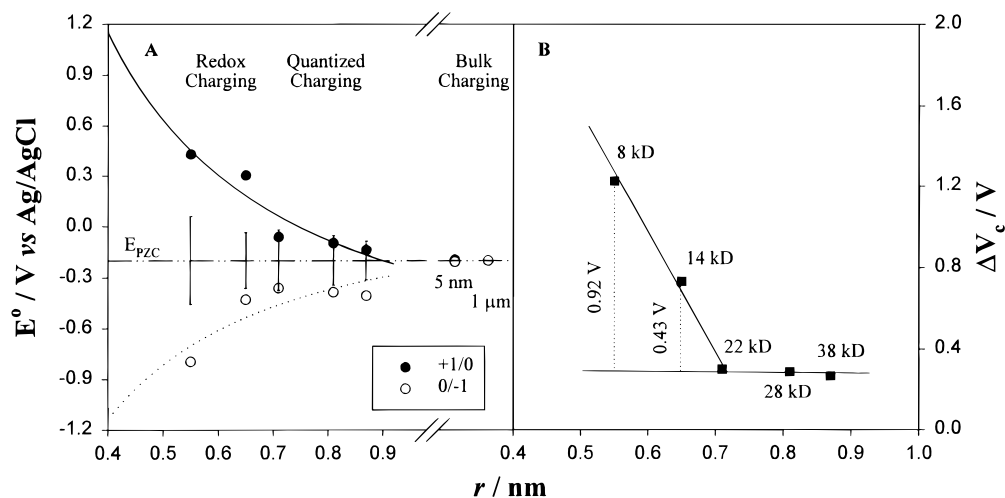 A
Redox Charging
Quantized Charging
Bulk Charging
B
E° / V vs Ag/AgCl
1.2
0.9
0.6
0.3
0.0
-0.3
-0.6
-0.9
-1.2
E_PZC
5 nm
1 μm
+1/0
0/-1
0.4 0.5 0.6 0.7 0.8 0.9 0.4 0.5 0.6 0.7 0.8 0.9 1.0
r / nm
8 kD
14 kD
22 kD
28 kD
38 kD
0.92 V
0.43 V
2.0
1.6
1.2
0.8
0.4
0.0
ΔV_c / V